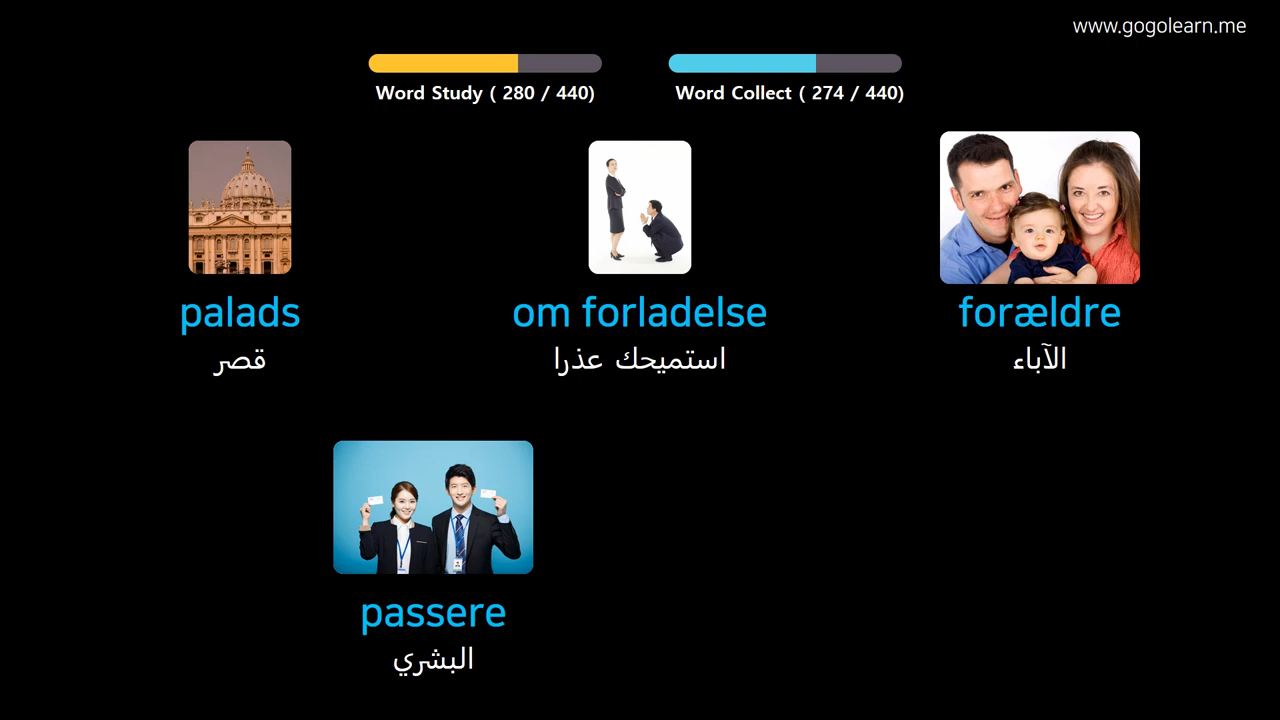 www.gogolearn.me
Word Study ( 280 / 440)
Word Collect ( 274 / 440)
palads
قصر
om forladelse
استميحك عذرا
forældre
الآباء
passere
البشري